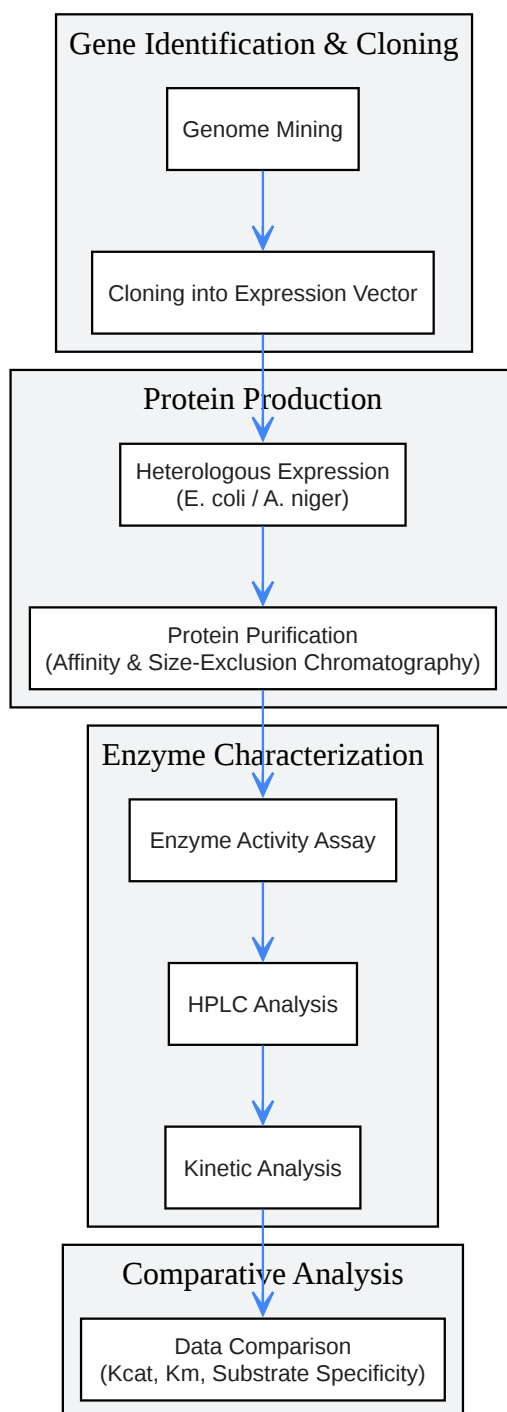 Gene Identification & Cloning
Genome Mining
Cloning into Expression Vector
Protein Production
Heterologous Expression
(E. coli / A. niger)
Protein Purification
(Affinity & Size-Exclusion Chromatography)
Enzyme Characterization
Enzyme Activity Assay
HPLC Analysis
Kinetic Analysis
Comparative Analysis
Data Comparison
(Kcat, Km, Substrate Specificity)